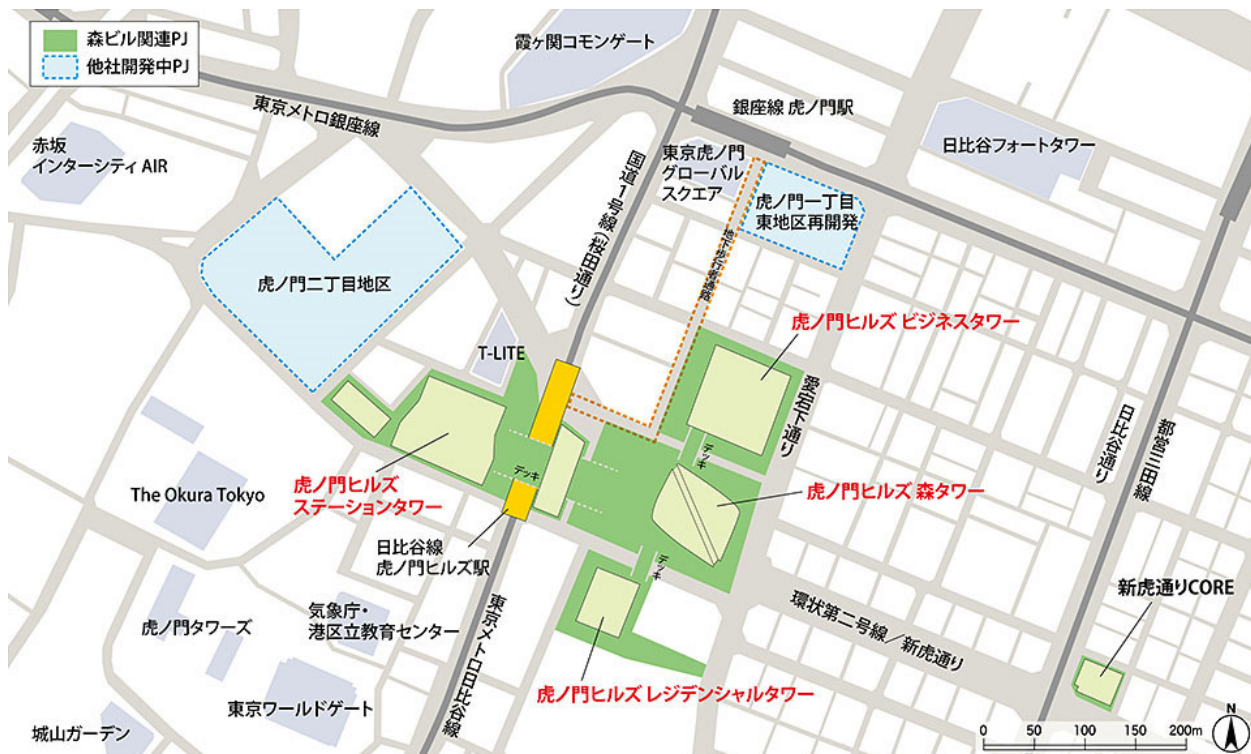 森ビル関連PJ
他社開発中PJ
霞ヶ関コモンゲート
東京メトロ銀座線
銀座線 虎ノ門駅
赤坂
インターシティ AIR
国道1号線(桜田通り)
東京虎ノ門
グローバル
スクエア
日比谷フォートタワー
虎ノ門一丁目
東地区再開発
地下歩行者通路
虎ノ門二丁目地区
虎ノ門ヒルズ ビジネスタワー
T-LITE
愛宕下通り
日比谷通り
都営三田線
デッキ
デッキ
虎ノ門ヒルズ
ステーションタワー
The Okura Tokyo
虎ノ門ヒルズ 森タワー
日比谷線
虎ノ門ヒルズ駅
デッキ
新虎通りCORE
環状第二号線/新虎通り
気象庁・
港区立教育センター
虎ノ門タワーズ
東京メトロ日比谷線
虎ノ門ヒルズ レジデンシャルタワー
東京ワールドゲート
城山ガーデン
0 50 100 150 200m
N